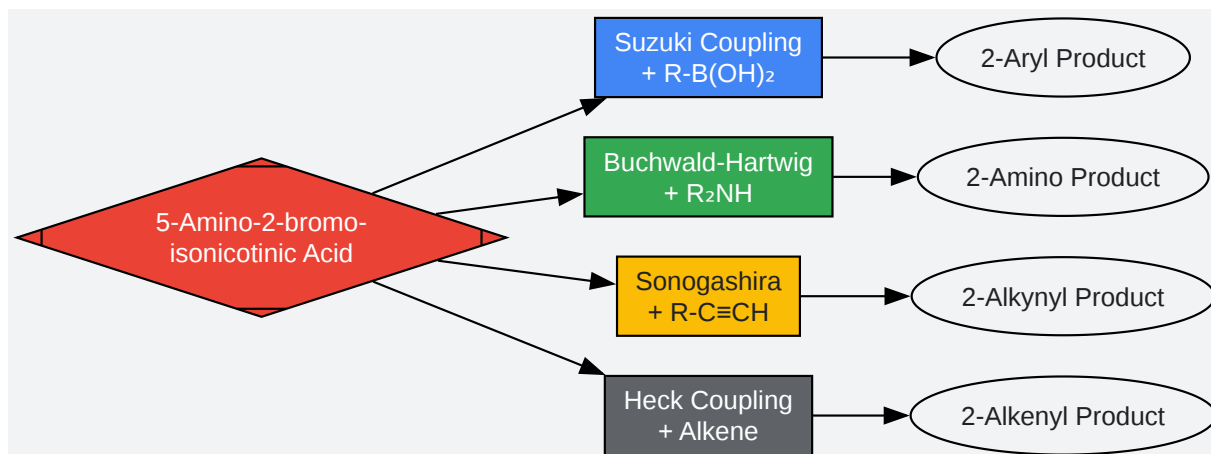 Suzuki Coupling
+ R-B(OH)₂
2-Aryl Product
Buchwald-Hartwig
+ R₂NH
2-Amino Product
5-Amino-2-bromo-
isonicotinic Acid
Sonogashira
+ R-C≡CH
2-Alkynyl Product
Heck Coupling
+ Alkene
2-Alkenyl Product